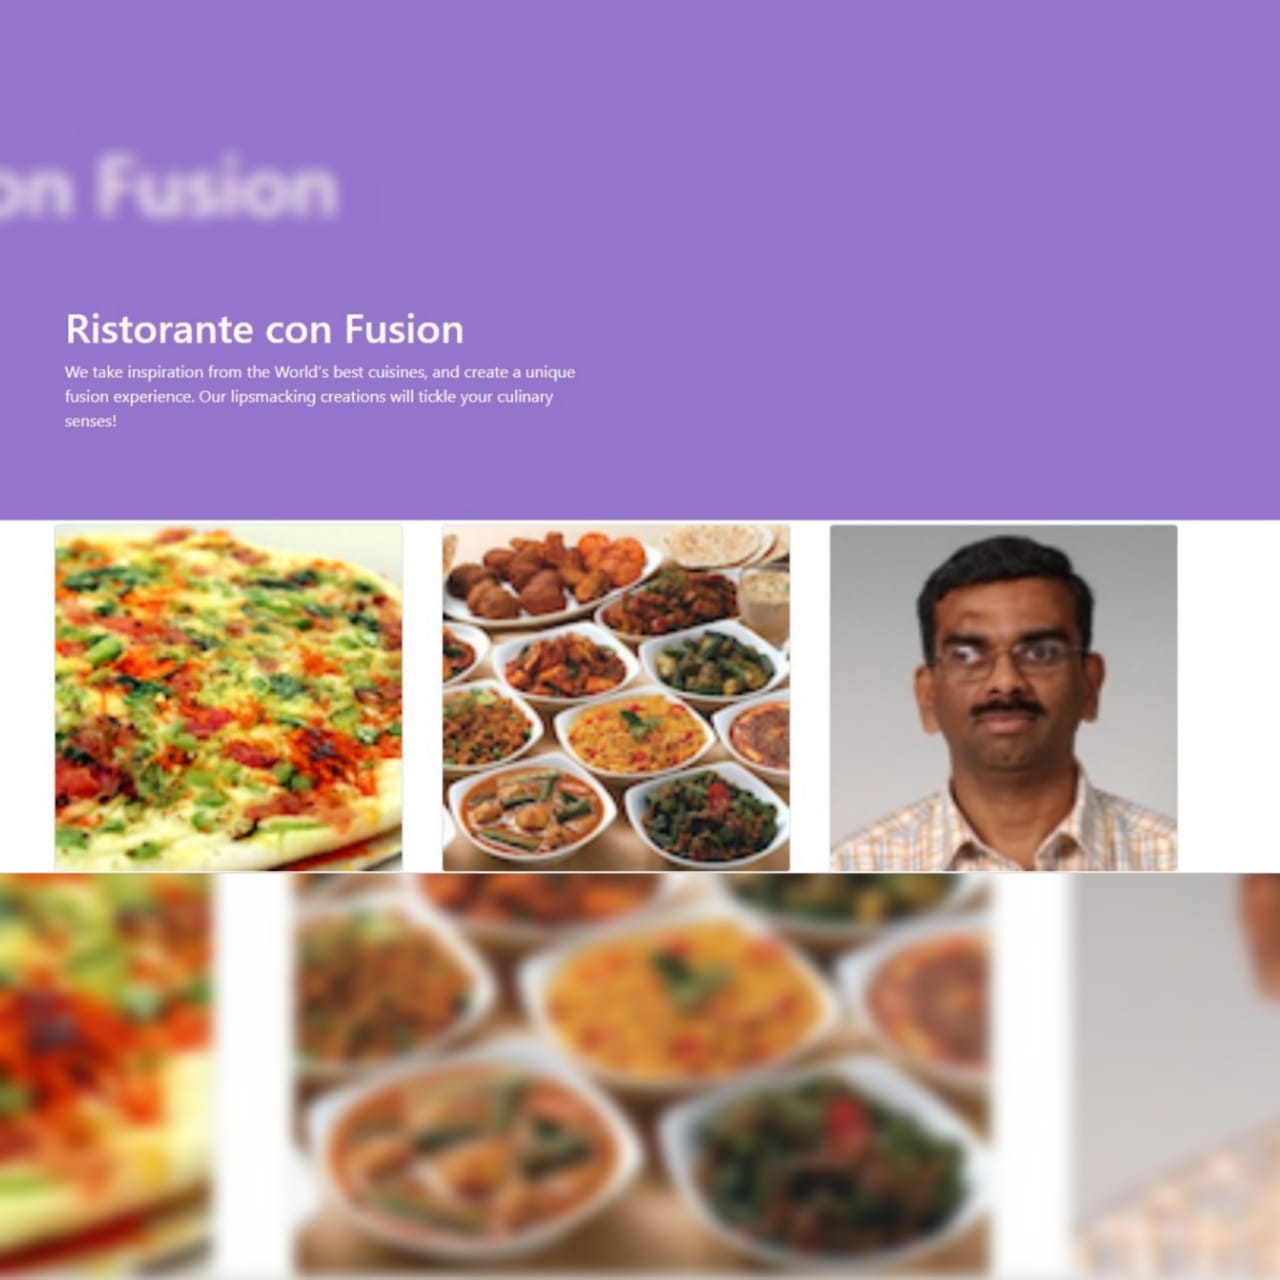 on Fusion
Ristorante con Fusion
We take inspiration from the World's best cuisines, and create a unique
fusion experience. Our lipsmacking creations will tickle your culinary
senses!